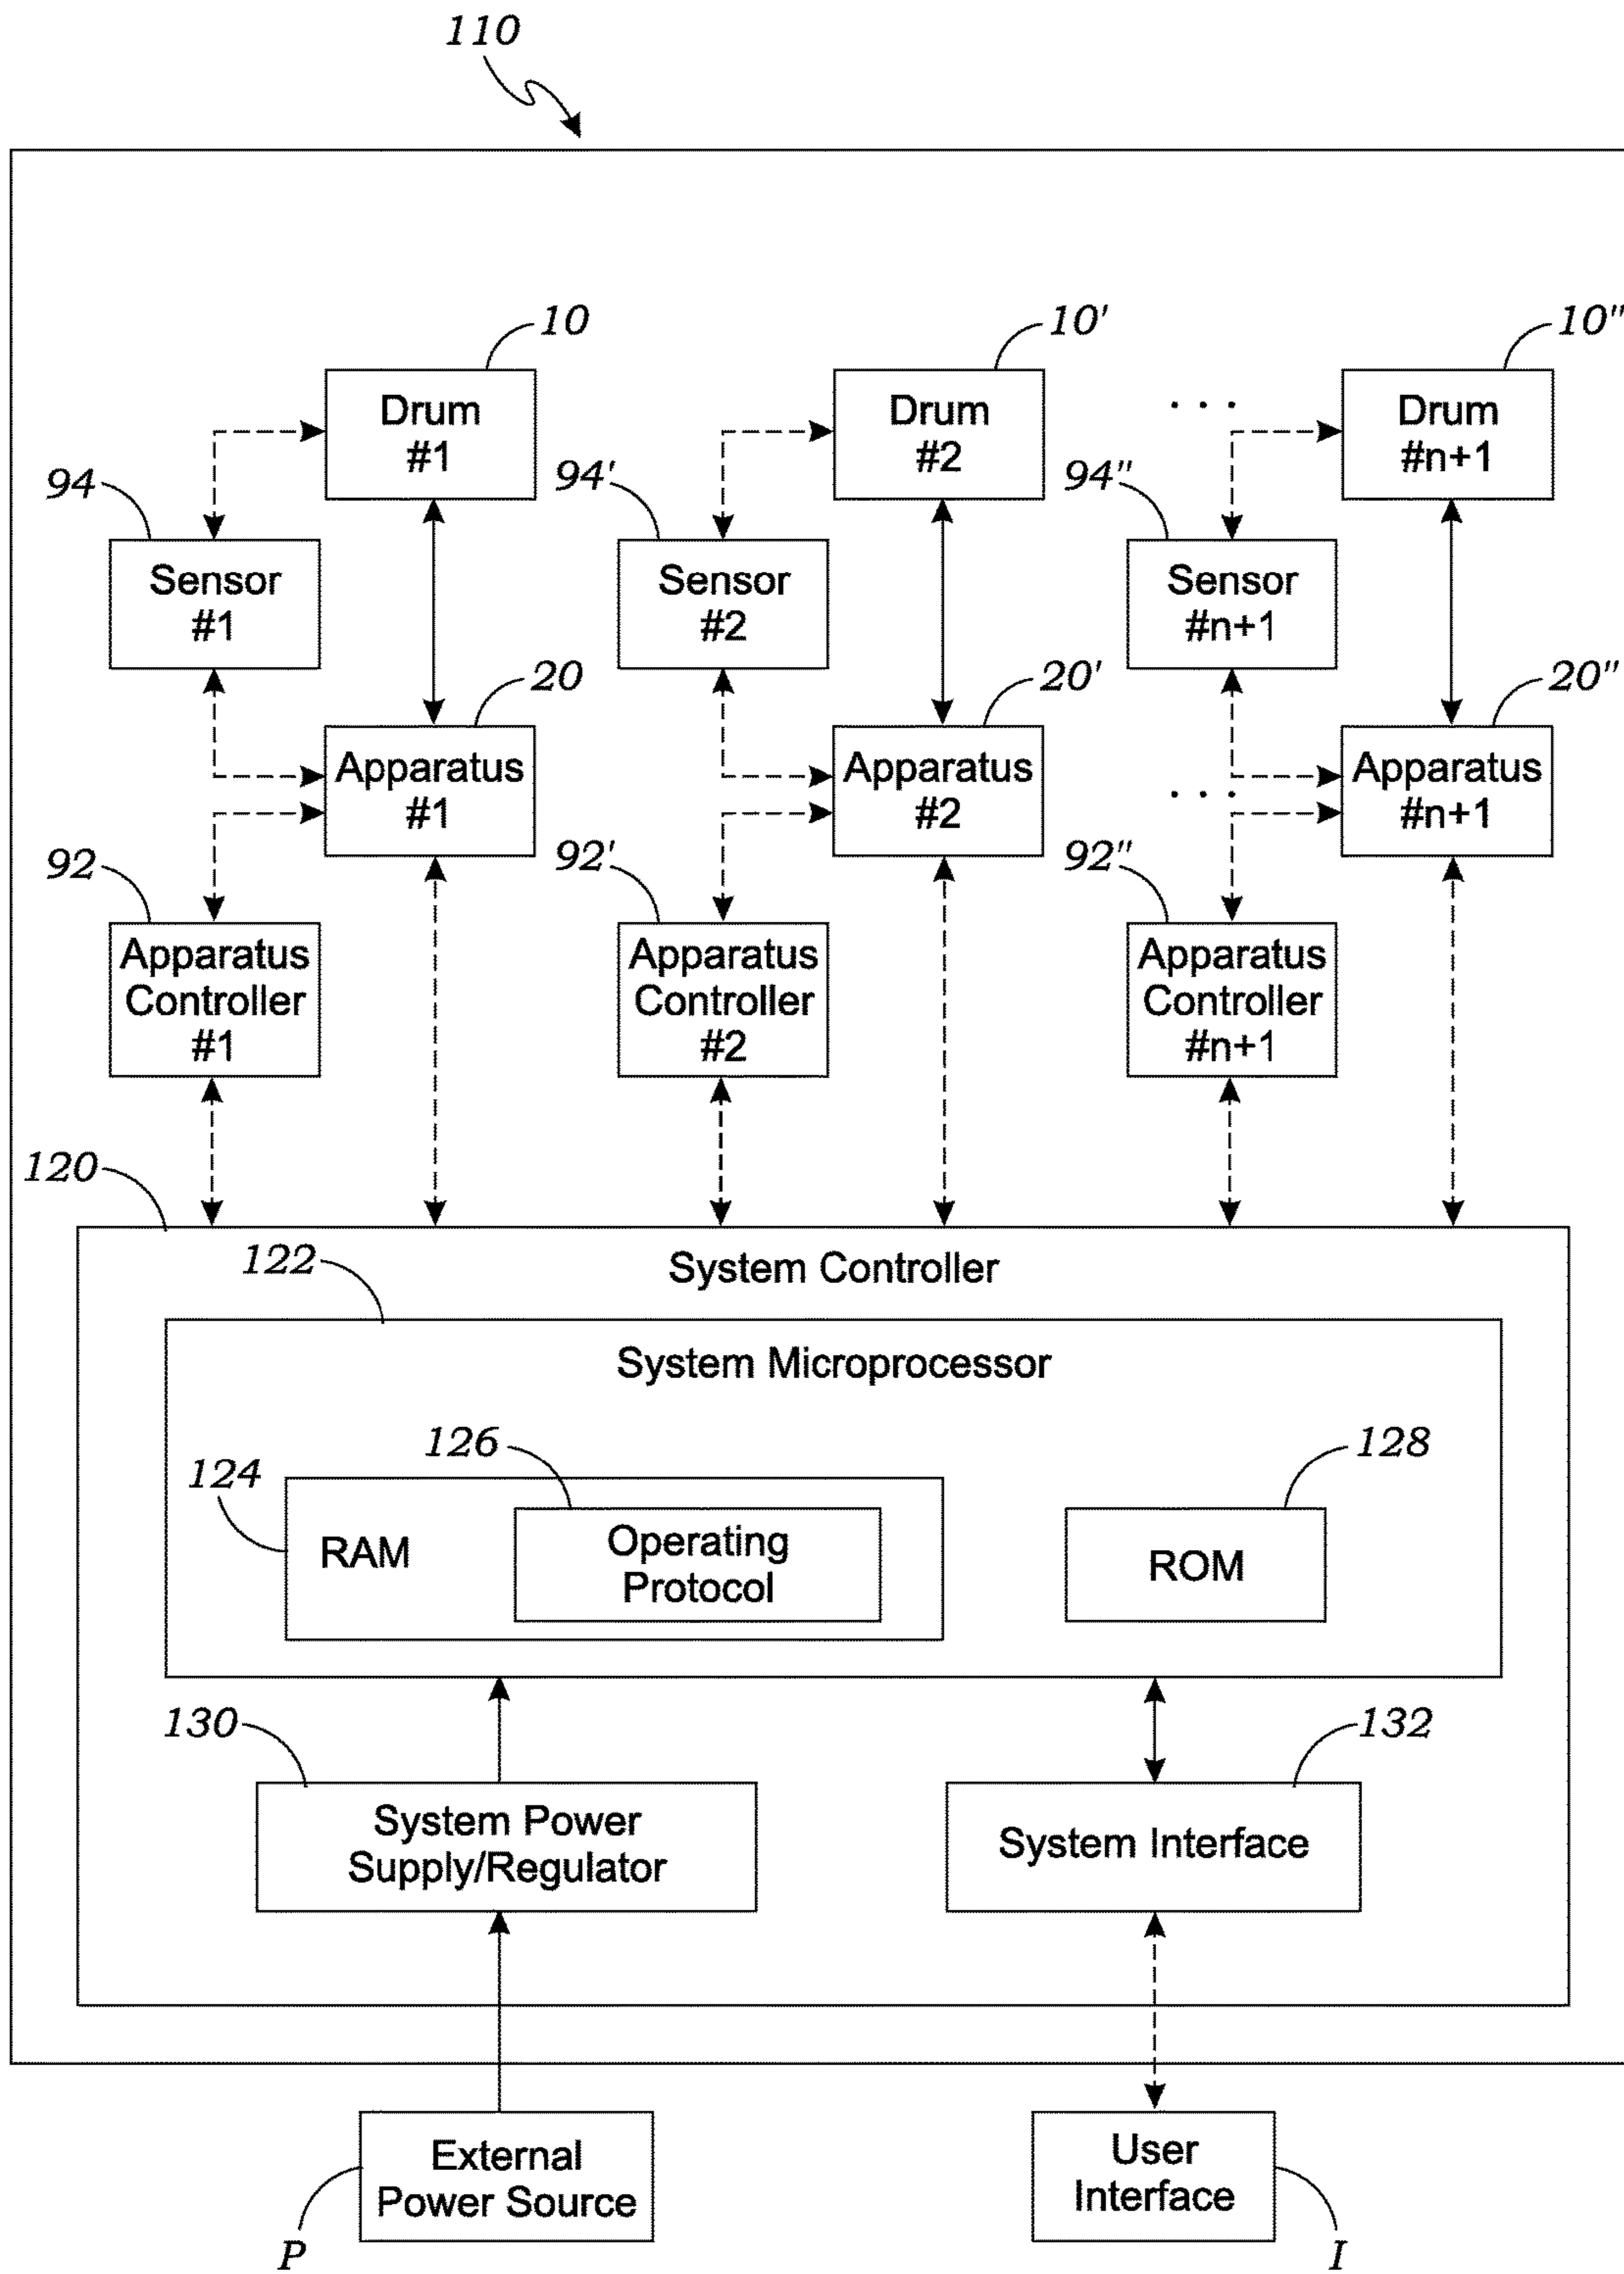 110
10
10'
10"
Drum
#1
Drum
#2
. . .
Drum
#n+1
94
94'
94"
Sensor
#1
Sensor
#2
Sensor
#n+1
20
20'
20"
Apparatus
#1
Apparatus
#2
. . .
Apparatus
#n+1
92
92'
92"
Apparatus
Controller
#1
Apparatus
Controller
#2
Apparatus
Controller
#n+1
120
System Controller
122
System Microprocessor
124
126
128
RAM
Operating
Protocol
ROM
130
132
System Power
Supply/Regulator
System Interface
External
Power Source
User
Interface
P
I